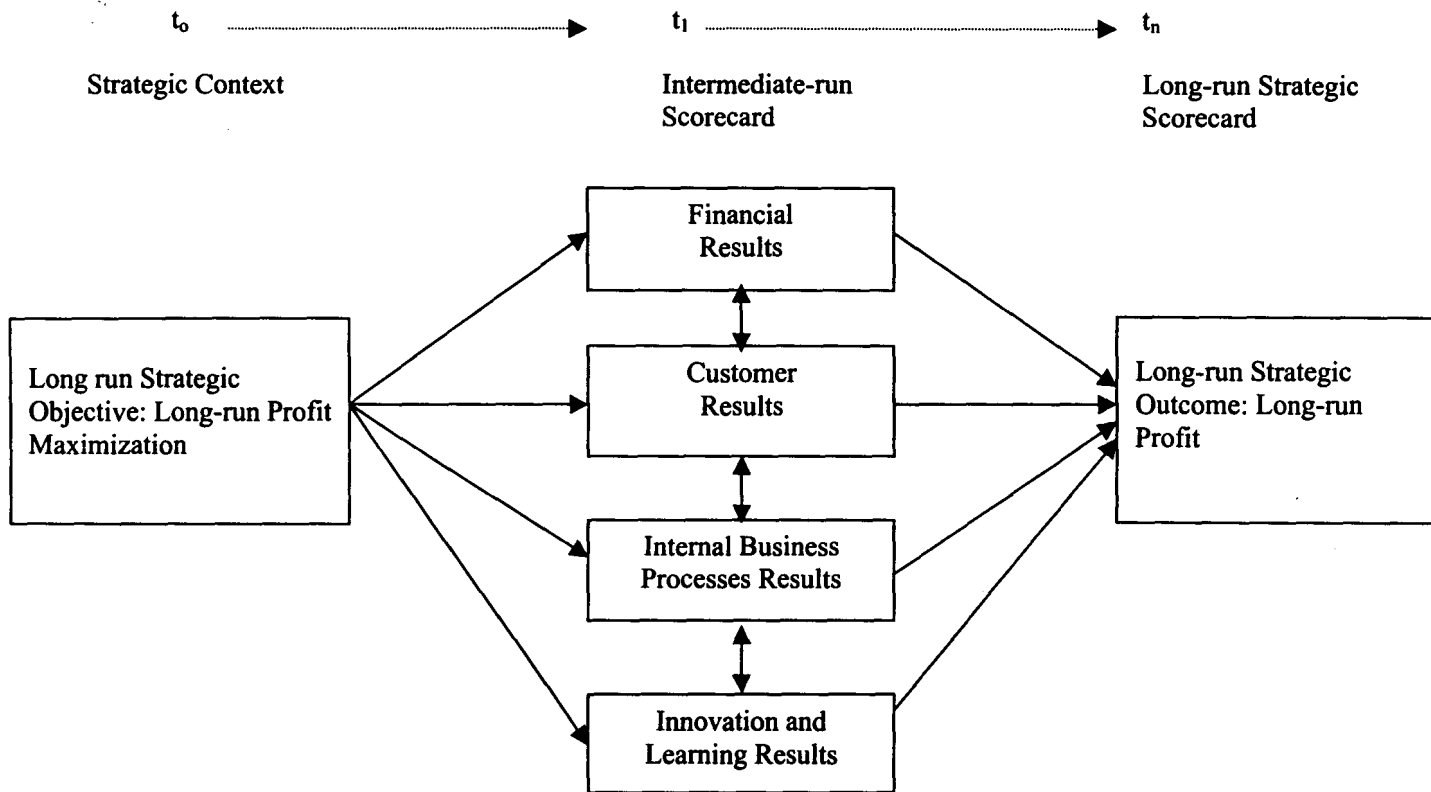 t₀ t₁ tₙ
Strategic Context
Intermediate-run
Scorecard
Long-run Strategic
Scorecard
Financial
Results
Long run Strategic
Objective: Long-run Profit
Maximization
Customer
Results
Long-run Strategic
Outcome: Long-run
Profit
Internal Business
Processes Results
Innovation and
Learning Results